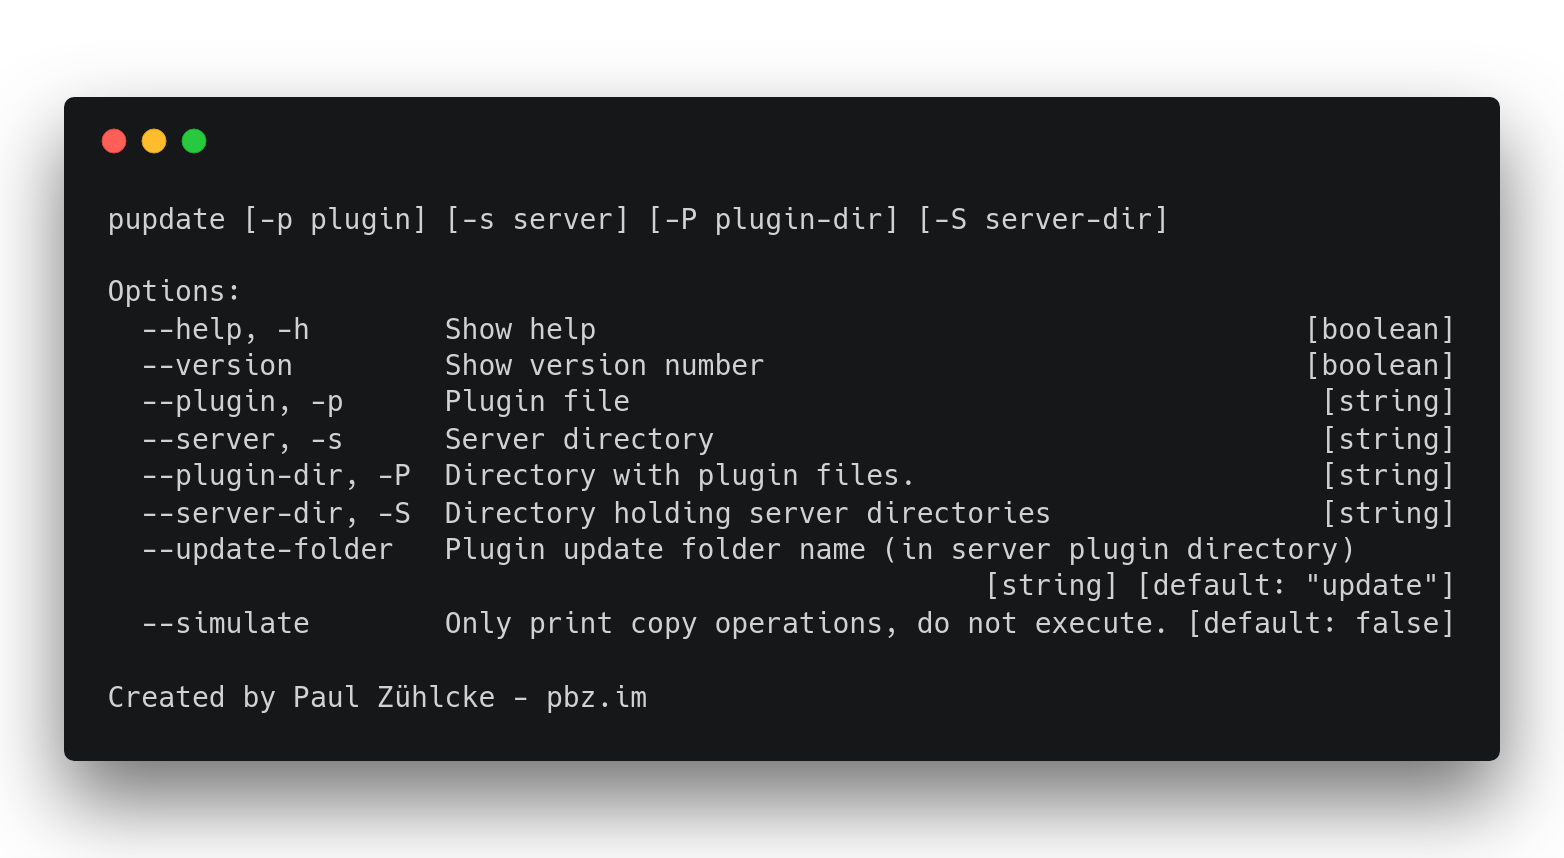 pupdate [-p plugin] [-s server] [-P plugin-dir] [-S server-dir]

Options:
  --help, -h        Show help                                          [boolean]
  --version         Show version number                                [boolean]
  --plugin, -p      Plugin file                                         [string]
  --server, -s      Server directory                                    [string]
  --plugin-dir, -P  Directory with plugin files.                        [string]
  --server-dir, -S  Directory holding server directories                [string]
  --update-folder   Plugin update folder name (in server plugin directory)
                                                    [string] [default: "update"]
  --simulate        Only print copy operations, do not execute. [default: false]

Created by Paul Zühlcke - pbz.im